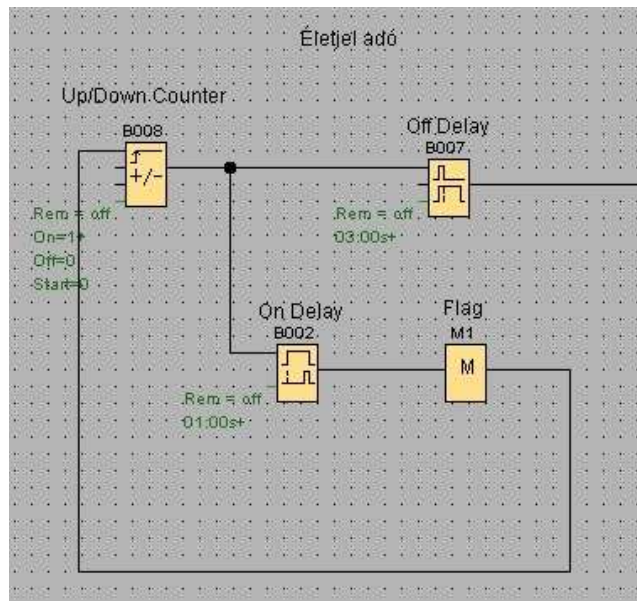 Életjel adó
Up/Down Counter
B008
+/-
Rem = off
On=1+
Off=0
Start=0
Off Delay
B007
Rem = off
03:00s+
On Delay
B002
Rem = off
01:00s+
Flag
M1
M